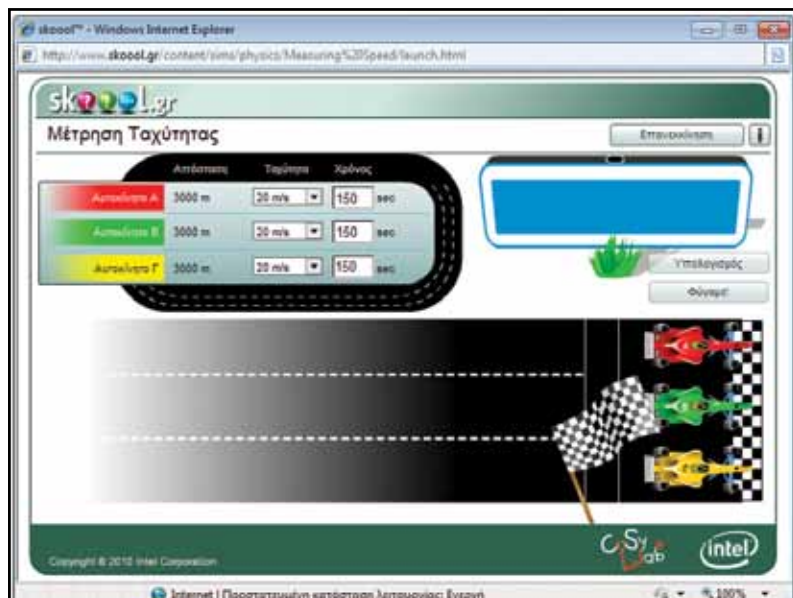 skoool™ - Windows Internet Explorer
http://www.skoool.gr/content/sims/physics/Measuring%20Speed/launch.html
skoool.gr
Μέτρηση Ταχύτητας
Επανεκκίνηση i
Απόσταση Ταχύτητα Χρόνος
Αυτοκίνητο Α 3000 m 20 m/s 150 sec
Αυτοκίνητο Β 3000 m 20 m/s 150 sec
Αυτοκίνητο Γ 3000 m 20 m/s 150 sec
Υπολογισμός
Φύγαμε!
Copyright © 2010 Intel Corporation
CySy Lab
intel
Internet | Προστατευμένη κατάσταση λειτουργίας: Ενεργή
100%